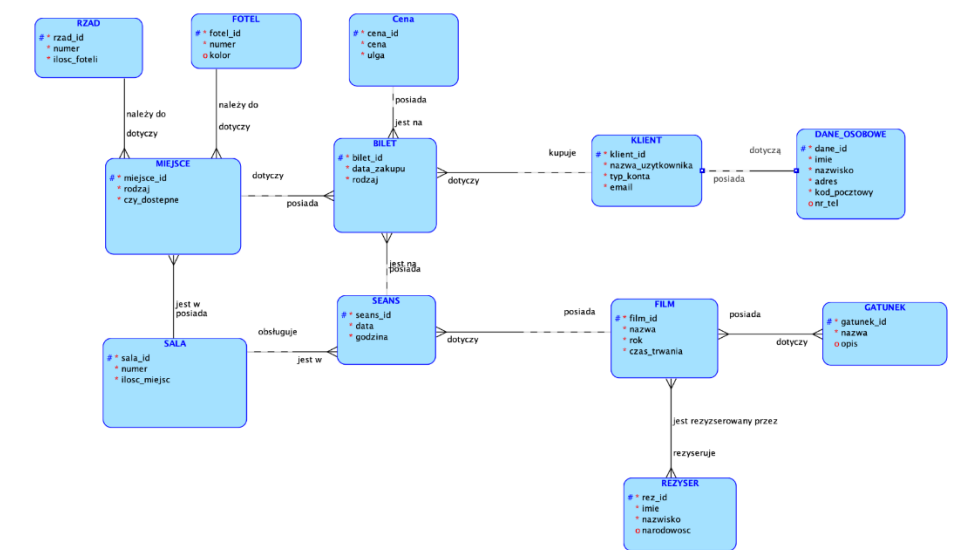 RZAD
# * rzad_id
* numer
* ilosc_foteli
FOTEL
# * fotel_id
* numer
o kolor
Cena
# * cena_id
* cena
* ulga
należy do
dotyczy
należy do
dotyczy
posiada
jest na
MIEJSCE
# * miejsce_id
* rodzaj
* czy_dostepne
dotyczy
posiada
BILET
# * bilet_id
* data_zakupu
* rodzaj
kupuje
dotyczy
KLIENT
# * klient_id
* nazwa_uzytkownika
* typ_konta
* email
dotyczą
posiada
DANE_OSOBOWE
# * dane_id
* imie
* nazwisko
* adres
* kod_pocztowy
o nr_tel
jest w
posiada
jest na
posiada
SALA
# * sala_id
* numer
* ilosc_miejsc
obsługuje
jest w
SEANS
# * seans_id
* data
* godzina
posiada
dotyczy
FILM
# * film_id
* nazwa
* rok
* czas_trwania
posiada
dotyczy
GATUNEK
# * gatunek_id
* nazwa
o opis
jest rezyzserowany przez
rezyseruje
REZYSER
# * rez_id
* imie
* nazwisko
o narodowosc